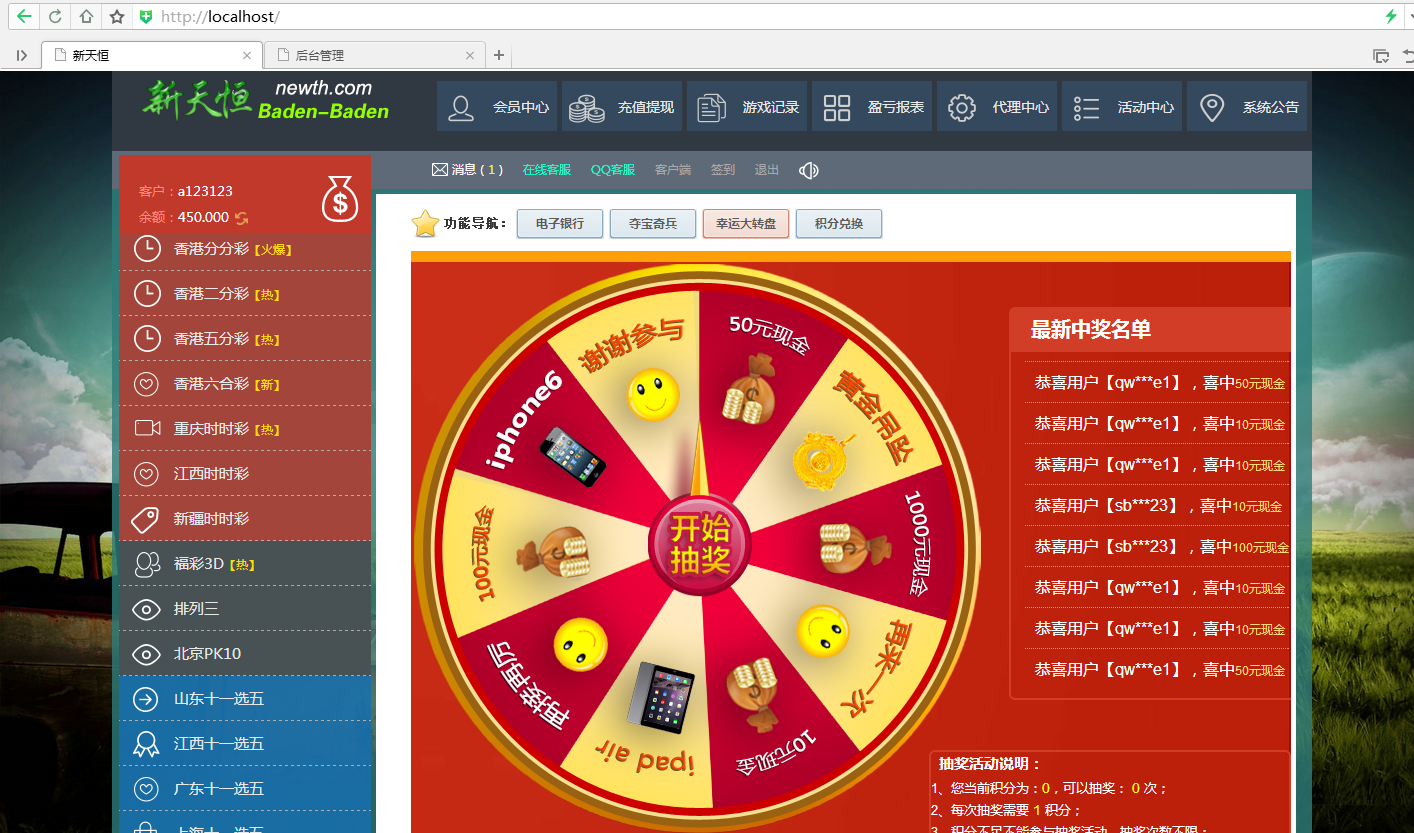 http://localhost/
新天恒
后台管理
新天恒 newth.com
Baden-Baden
会员中心
充值提现
游戏记录
盈亏报表
代理中心
活动中心
系统公告
消息 ( 1 )
在线客服
QQ客服
客户端
签到
退出
客户：a123123
余额：450.000
香港分分彩【火爆】
香港二分彩【热】
香港五分彩【热】
香港六合彩【新】
重庆时时彩【热】
江西时时彩
新疆时时彩
福彩3D【热】
排列三
北京PK10
山东十一选五
江西十一选五
广东十一选五
上海十一选五
功能导航：
电子银行
夺宝奇兵
幸运大转盘
积分兑换
谢谢参与
50元现金
黄金吊坠
1000元现金
再来一次
10元现金
ipad air
再接再厉
100元现金
iphone6
开始
抽奖
最新中奖名单
恭喜用户【qw***e1】，喜中50元现金
恭喜用户【qw***e1】，喜中10元现金
恭喜用户【qw***e1】，喜中10元现金
恭喜用户【sb***23】，喜中10元现金
恭喜用户【sb***23】，喜中100元现金
恭喜用户【qw***e1】，喜中10元现金
恭喜用户【qw***e1】，喜中10元现金
恭喜用户【qw***e1】，喜中50元现金
抽奖活动说明：
1、您当前积分为：0，可以抽奖： 0 次；
2、每次抽奖需要 1 积分；
3、积分不足不能参与抽奖活动，抽奖次数不限；